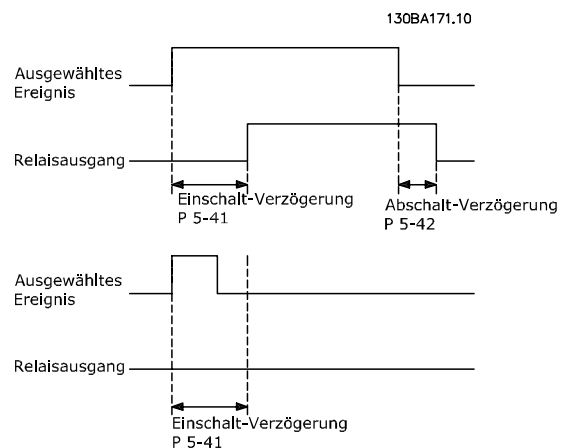 130BA171.10
Ausgewähltes
Ereignis
Relaisausgang
Einschalt-Verzögerung
P 5-41
Abschalt-Verzögerung
P 5-42
Ausgewähltes
Ereignis
Relaisausgang
Einschalt-Verzögerung
P 5-41